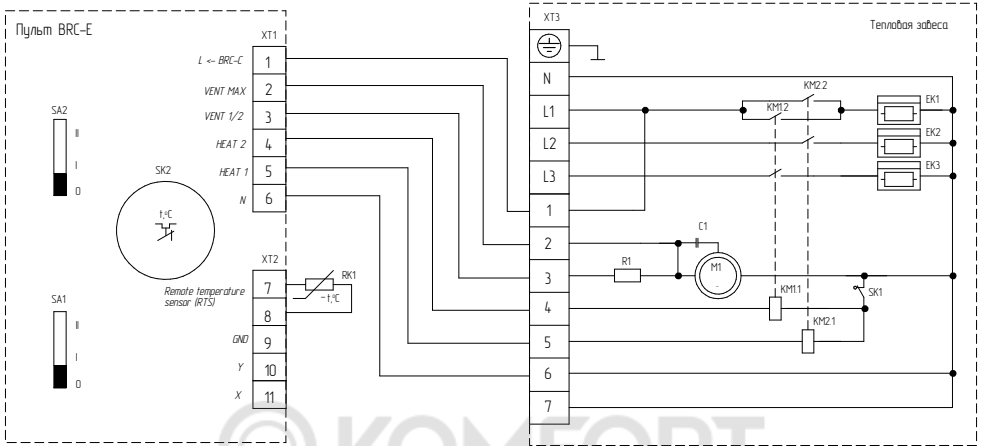 Пульт BRC-E
XT1
L <- BRC-C
1
VENT MAX
2
VENT 1/2
3
HEAT 2
4
HEAT 1
5
N
6
SA2
II
I
0
SK2
t,°C
XT2
7
8
Remote temperature
sensor (RTS)
GND
9
Y
10
X
11
RK1
-t,°C
SA1
II
I
0
XT3
Тепловая завеса
N
L1
L2
L3
1
2
3
4
5
6
7
KM2.2
KM1.2
EK1
EK2
EK3
C1
R1
M1
~
KM1.1
KM2.1
SK1
KOMFORT